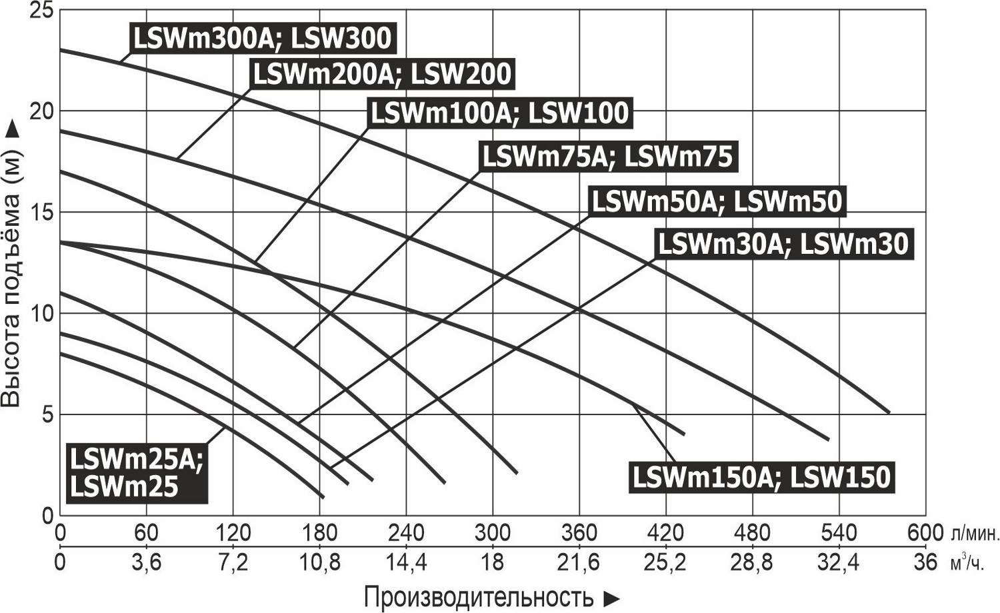 25
LSWm300A; LSW300
LSWm200A; LSW200
20
LSWm100A; LSW100
LSWm75A; LSWm75
15
LSWm50A; LSWm50
LSWm30A; LSWm30
10
5
LSWm25A;
LSWm25
LSWm150A; LSW150
0
Высота подъёма (м) ►
0 60 120 180 240 300 360 420 480 540 600 л/мин.
0 3,6 7,2 10,8 14,4 18 21,6 25,2 28,8 32,4 36 м³/ч.
Производительность ►